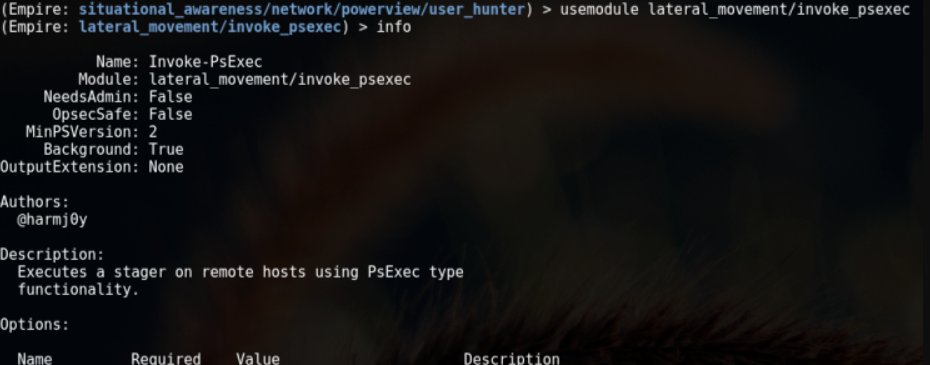 (Empire: situational_awareness/network/powerview/user_hunter) > usemodule lateral_movement/invoke_psexec
(Empire: lateral_movement/invoke_psexec) > info
Name: Invoke-PsExec
Module: lateral_movement/invoke_psexec
NeedsAdmin: False
OpsecSafe: False
MinPSVersion: 2
Background: True
OutputExtension: None
Authors:
@harmj0y
Description:
Executes a stager on remote hosts using PsExec type
functionality.
Options:
Name Required Value Description